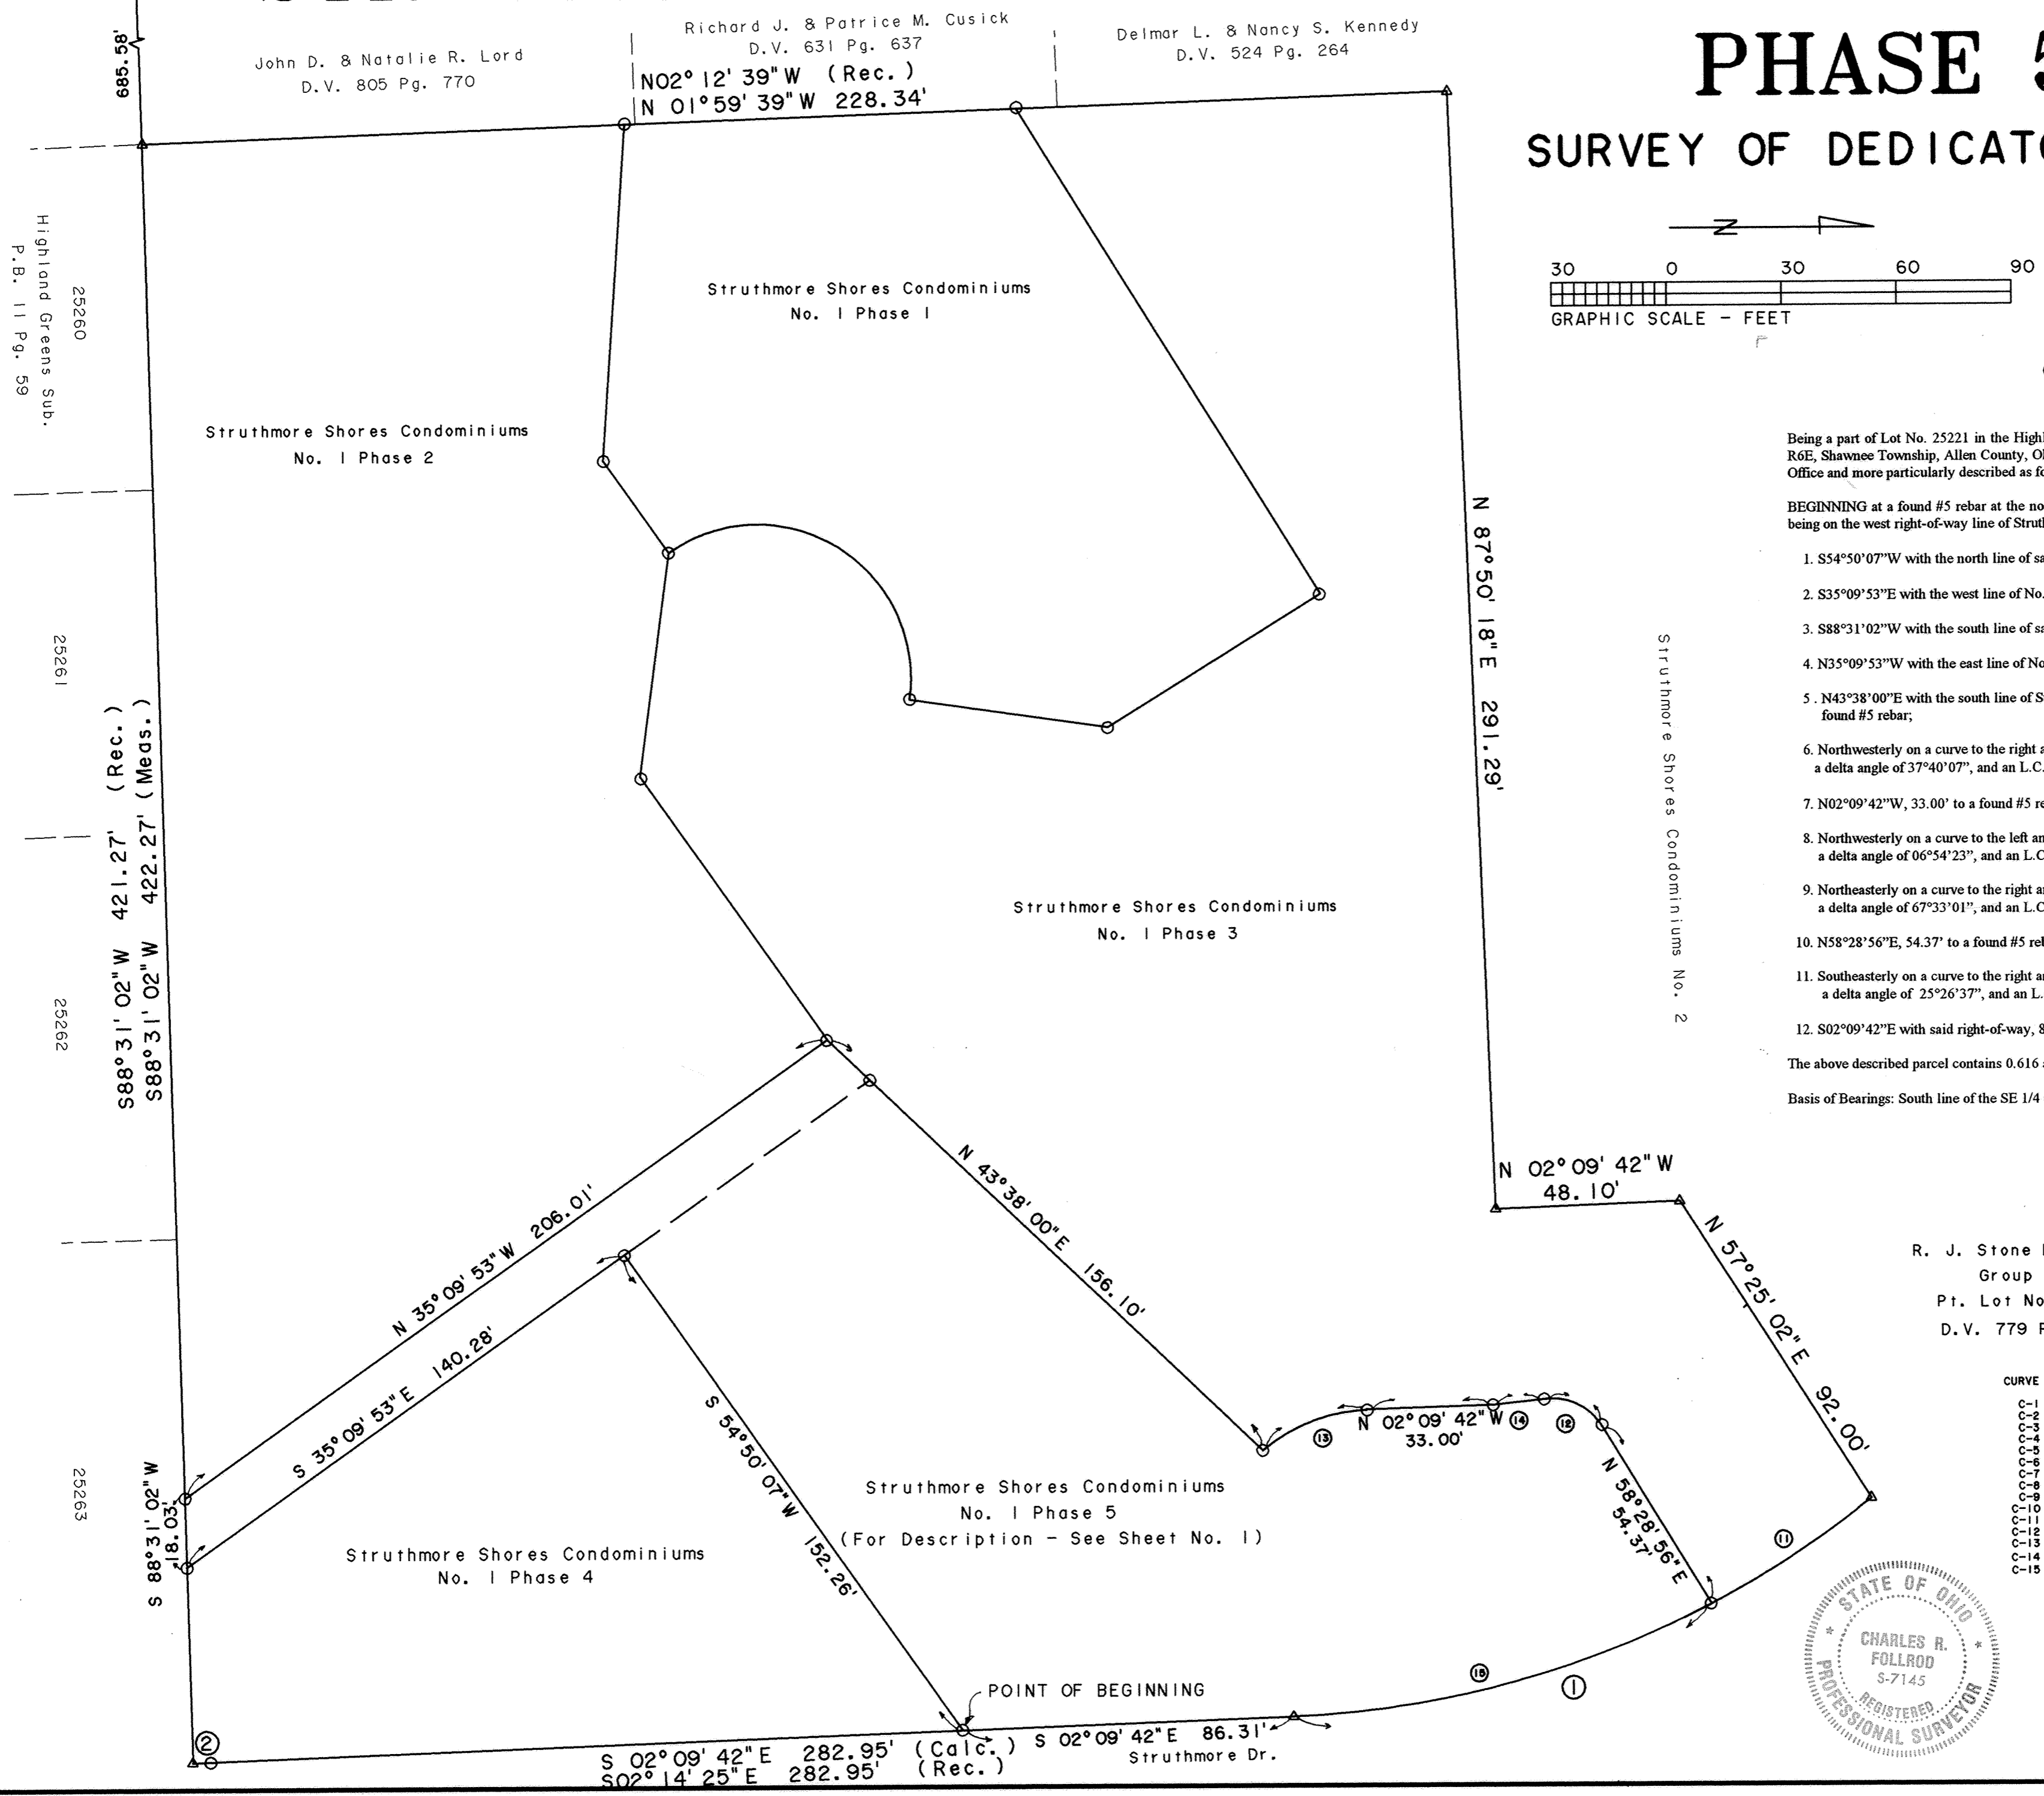 685.58'
John D. & Natalie R. Lord
D.V. 805 Pg. 770
Richard J. & Patrice M. Cusick
D.V. 631 Pg. 637
Delmar L. & Nancy S. Kennedy
D.V. 524 Pg. 264
N02°12'39"W (Rec.)
N 01°59'39"W 228.34'
PHASE 5
SURVEY OF DEDICATO
N
30 0 30 60 90
GRAPHIC SCALE - FEET
Highland Greens Sub.
P.B. 11 Pg. 59
25260
25261
25262
25263
Struthmore Shores Condominiums
No. 1 Phase 1
Struthmore Shores Condominiums
No. 1 Phase 2
Struthmore Shores Condominiums
No. 1 Phase 3
N 87°50'18"E 291.29'
Struthmore Shores Condominiums No. 2
S88°31'02"W 421.27' (Rec.)
S88°31'02"W 422.27' (Meas.)
Being a part of Lot No. 25221 in the High
R6E, Shawnee Township, Allen County, O
Office and more particularly described as fo
BEGINNING at a found #5 rebar at the no
being on the west right-of-way line of Strut
1. S54°50'07"W with the north line of sa
2. S35°09'53"E with the west line of No.
3. S88°31'02"W with the south line of sa
4. N35°09'53"W with the east line of No
5 . N43°38'00"E with the south line of S
found #5 rebar;
6. Northwesterly on a curve to the right a
a delta angle of 37°40'07", and an L.C.
7. N02°09'42"W, 33.00' to a found #5 re
8. Northwesterly on a curve to the left an
a delta angle of 06°54'23", and an L.C
9. Northeasterly on a curve to the right a
a delta angle of 67°33'01", and an L.C
10. N58°28'56"E, 54.37' to a found #5 rel
11. Southeasterly on a curve to the right a
a delta angle of 25°26'37", and an L.
12. S02°09'42"E with said right-of-way, 8
The above described parcel contains 0.616
Basis of Bearings: South line of the SE 1/4
N 02°09'42"W
48.10'
N 57°25'02"E 92.00'
N 35°09'53"W 206.01'
S 35°09'53"E 140.28'
N 43°38'00"E 156.10'
S 54°50'07"W 152.26'
S 88°31'02"W
18.03'
N 02°09'42"W
33.00'
13
14
12
N 58°28'56"E
54.37'
11
15
1
2
Struthmore Shores Condominiums
No. 1 Phase 5
(For Description - See Sheet No. 1)
Struthmore Shores Condominiums
No. 1 Phase 4
POINT OF BEGINNING
S 02°09'42"E 86.31'
Struthmore Dr.
S 02°09'42"E 282.95' (Calc.)
S02°14'25"E 282.95' (Rec.)
R. J. Stone
Group
Pt. Lot No
D.V. 779
CURVE
C-1
C-2
C-3
C-4
C-5
C-6
C-7
C-8
C-9
C-10
C-11
C-12
C-13
C-14
C-15
STATE OF OHIO
CHARLES R.
FOLLROD
S-7145
REGISTERED
PROFESSIONAL SURVEYOR